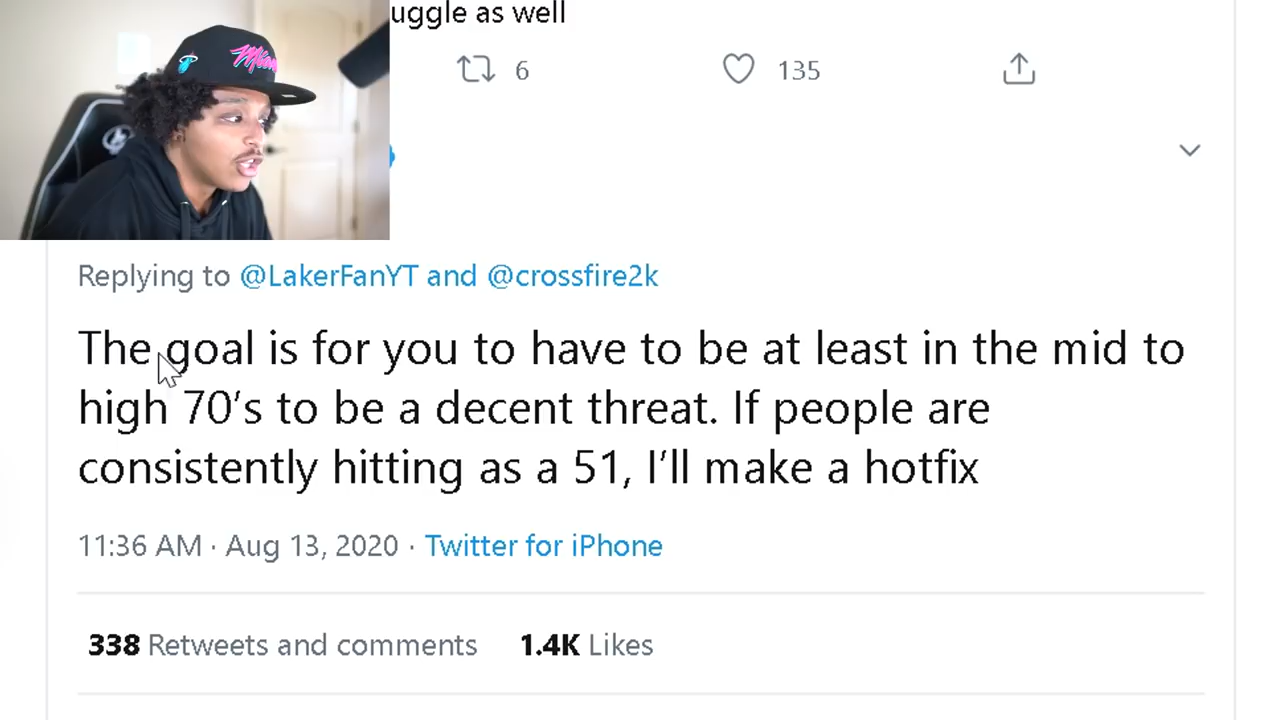 uggle as well
6 135
Miami
Replying to @LakerFanYT and @crossfire2k
The goal is for you to have to be at least in the mid to
high 70's to be a decent threat. If people are
consistently hitting as a 51, I'll make a hotfix
11:36 AM · Aug 13, 2020 · Twitter for iPhone
338 Retweets and comments 1.4K Likes